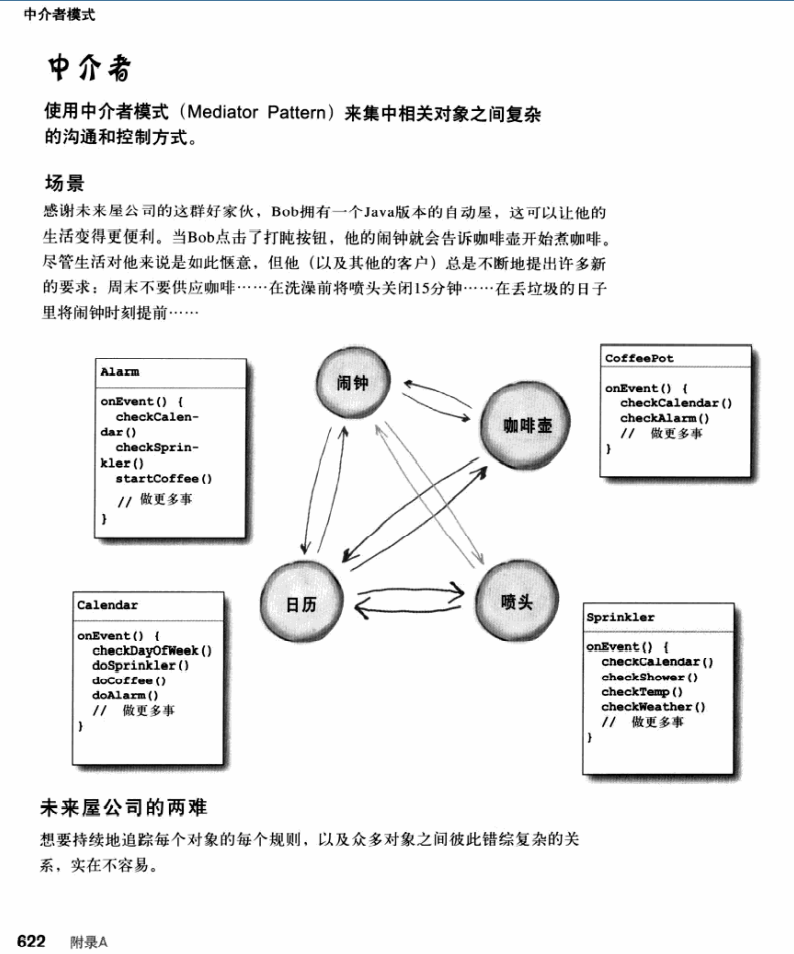 中介者模式
中介者
使用中介者模式（Mediator Pattern）来集中相关对象之间复杂
的沟通和控制方式。
场景
感谢未来屋公司的这群好家伙，Bob拥有一个Java版本的自动屋，这可以让他的
生活变得更便利。当Bob点击了打盹按钮，他的闹钟就会告诉咖啡壶开始煮咖啡。
尽管生活对他来说是如此惬意，但他（以及其他的客户）总是不断地提出许多新
的要求：周末不要供应咖啡……在洗澡前将喷头关闭15分钟……在丢垃圾的日子
里将闹钟时刻提前……
Alarm
onEvent() {
checkCalen-
dar()
checkSprin-
kler()
startCoffee()
// 做更多事
}
闹钟
咖啡壶
CoffeePot
onEvent() {
checkCalendar()
checkAlarm()
// 做更多事
}
日历
喷头
Calendar
onEvent() {
checkDayOfWeek()
doSprinkler()
doCoffee()
doAlarm()
// 做更多事
}
Sprinkler
onEvent() {
checkCalendar()
checkShower()
checkTemp()
checkWeather()
// 做更多事
}
未来屋公司的两难
想要持续地追踪每个对象的每个规则，以及众多对象之间彼此错综复杂的关
系，实在不容易。
622 附录A